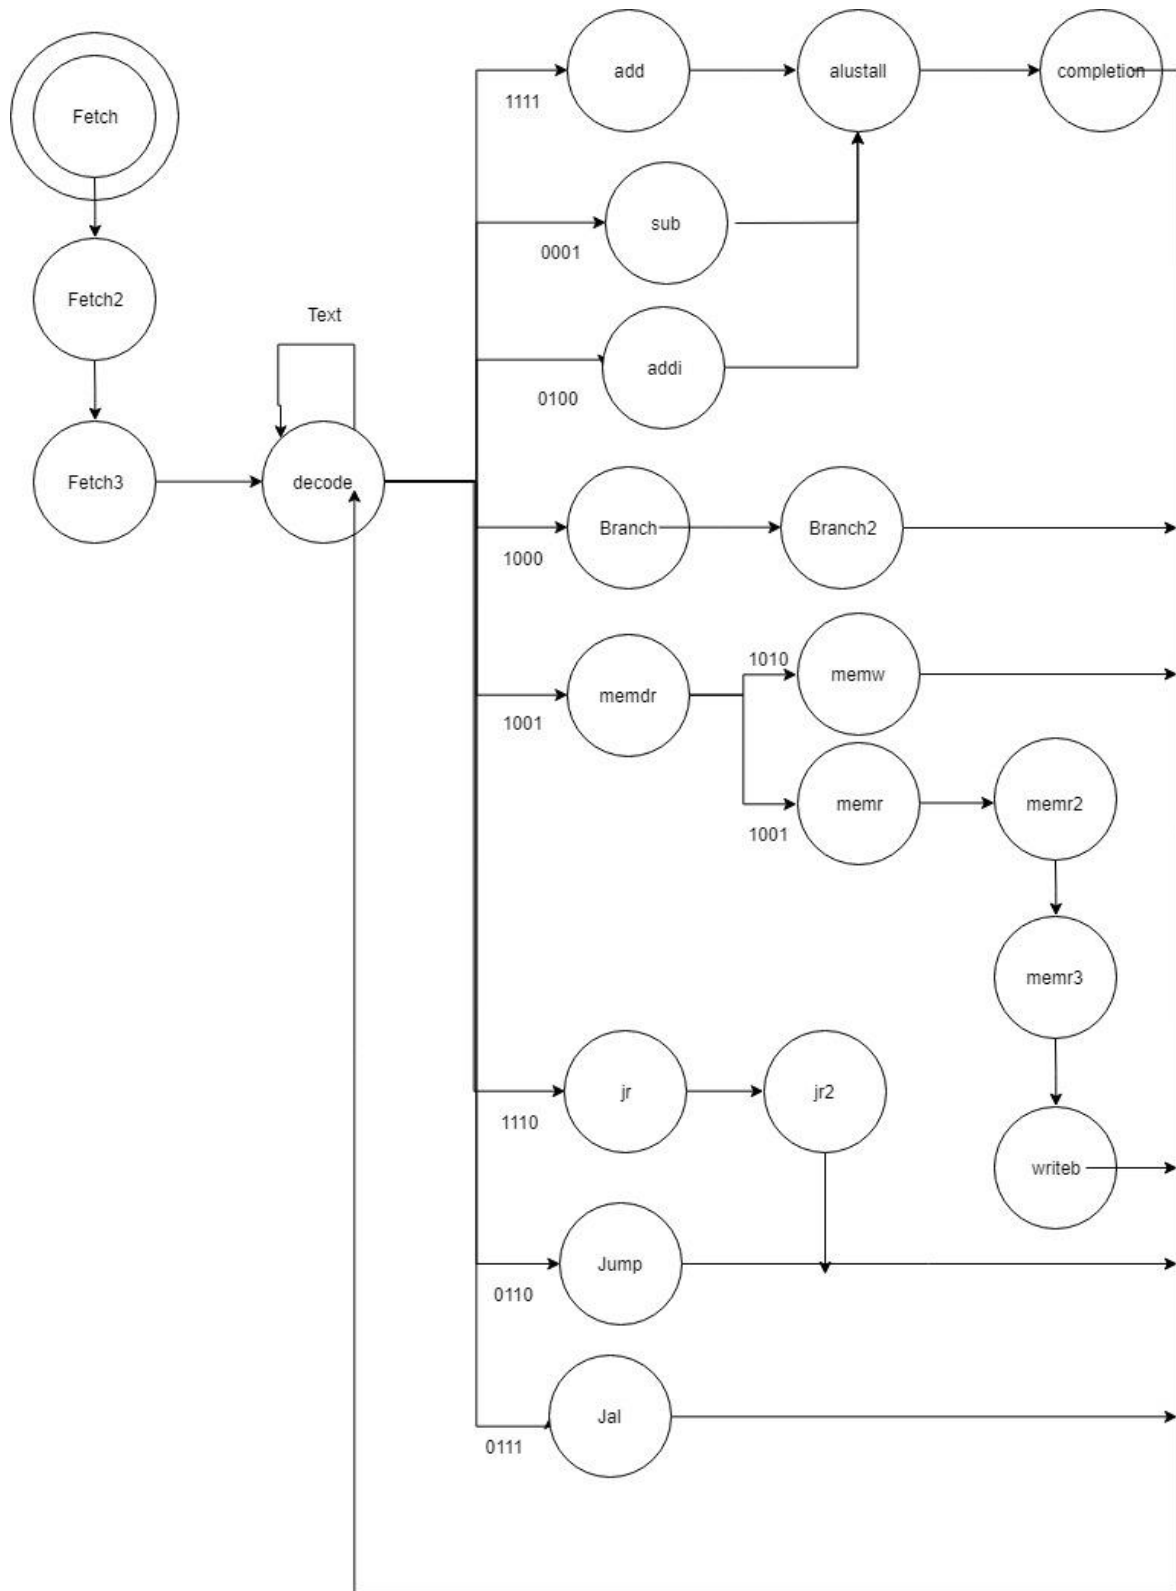 add
alustall
completion
1111
Fetch
sub
0001
Fetch2
Text
addi
0100
Fetch3
decode
Branch
Branch2
1000
1010
memw
memdr
1001
memr
memr2
1001
memr3
jr
jr2
1110
writeb
Jump
0110
Jal
0111